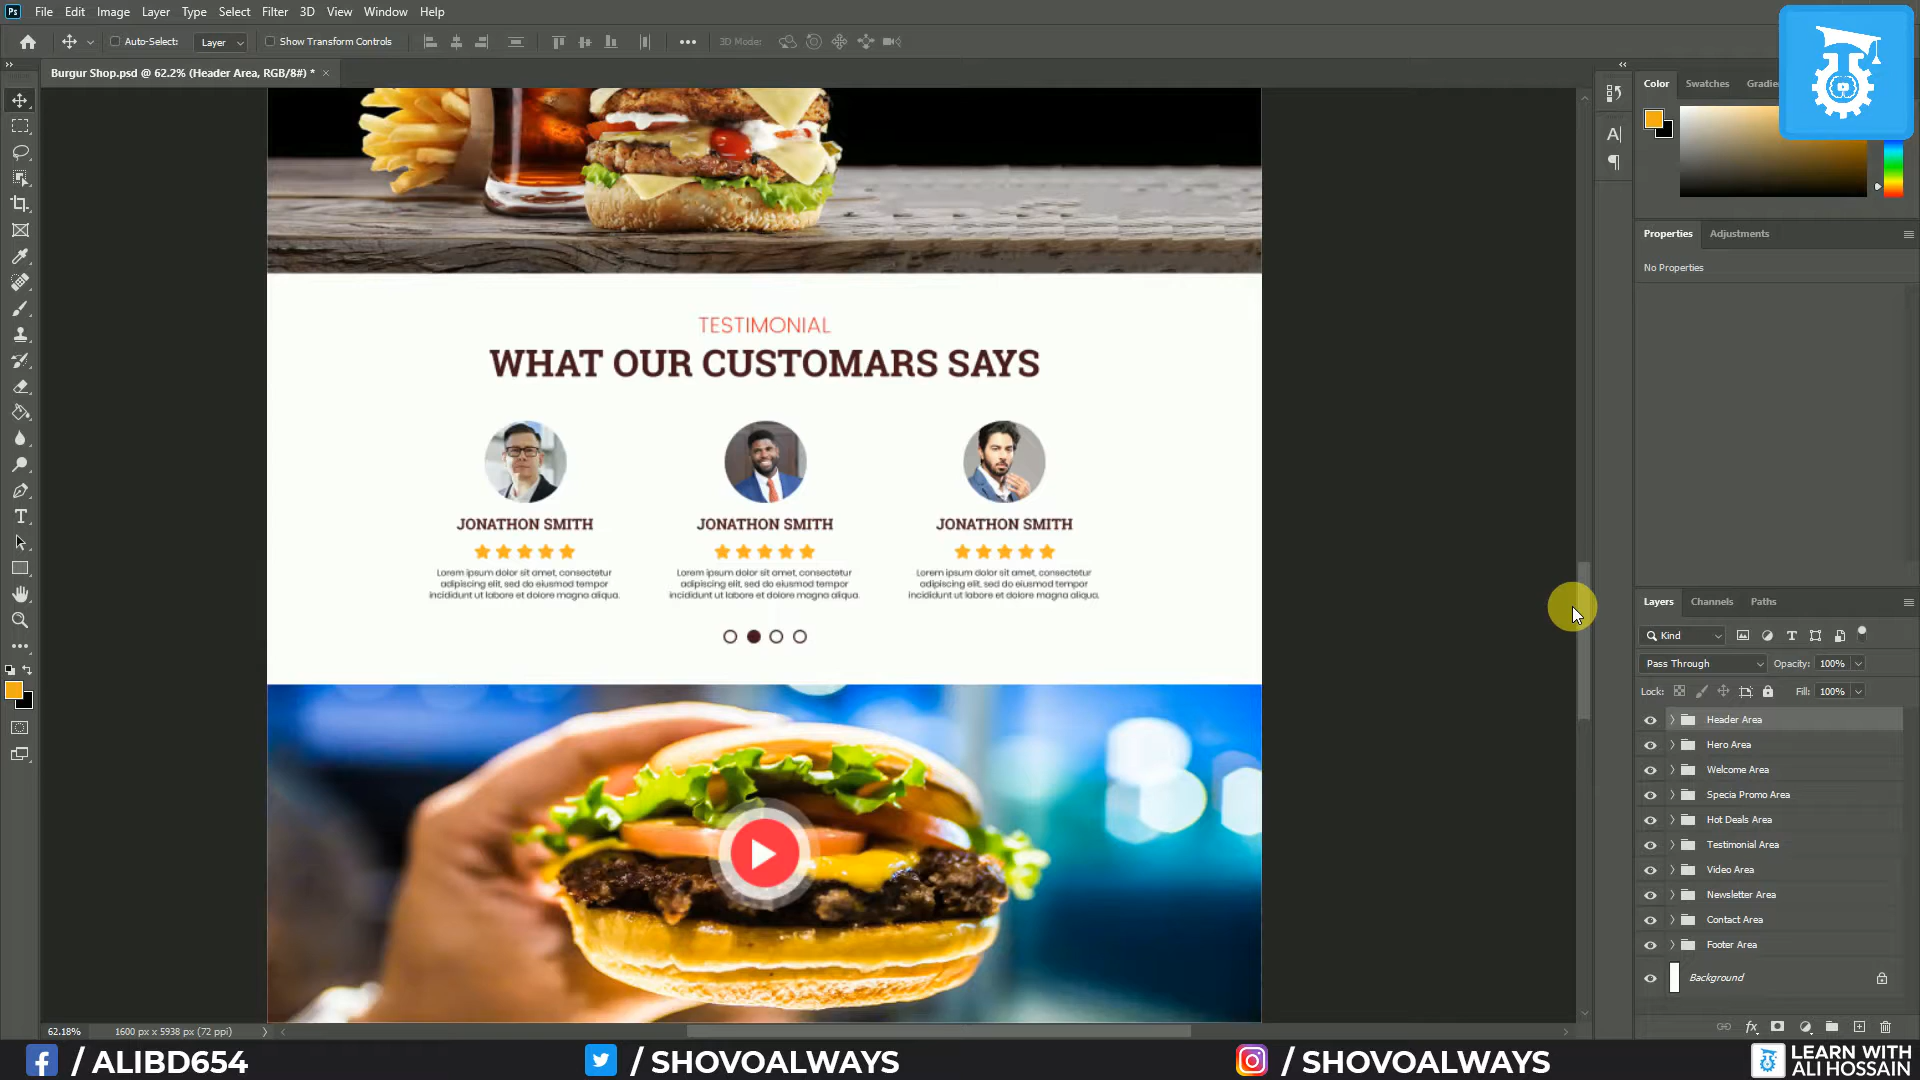 Ps File Edit Image Layer Type Select Filter 3D View Window Help
Auto-Select: Layer Show Transform Controls 3D Mode:
Burgur Shop.psd @ 62.2% (Header Area, RGB/8#) *
Color Swatches Gradie
Properties Adjustments
No Properties
TESTIMONIAL
WHAT OUR CUSTOMARS SAYS
JONATHON SMITH JONATHON SMITH JONATHON SMITH
Lorem ipsum dolor sit amet, consectetur Lorem ipsum dolor sit amet, consectetur Lorem ipsum dolor sit amet, consectetur
adipiscing elit, sed do eiusmod tempor adipiscing elit, sed do eiusmod tempor adipiscing elit, sed do eiusmod tempor
incididunt ut labore et dolore magna aliqua. incididunt ut labore et dolore magna aliqua. incididunt ut labore et dolore magna aliqua.
Layers Channels Paths
Kind
Pass Through Opacity: 100%
Lock: Fill: 100%
Header Area
Hero Area
Welcome Area
Specia Promo Area
Hot Deals Area
Testimonial Area
Video Area
Newsletter Area
Contact Area
Footer Area
Background
62.18% 1600 px x 5938 px (72 ppi)
/ ALIBD654 / SHOVOALWAYS / SHOVOALWAYS
LEARN WITH
ALI HOSSAIN